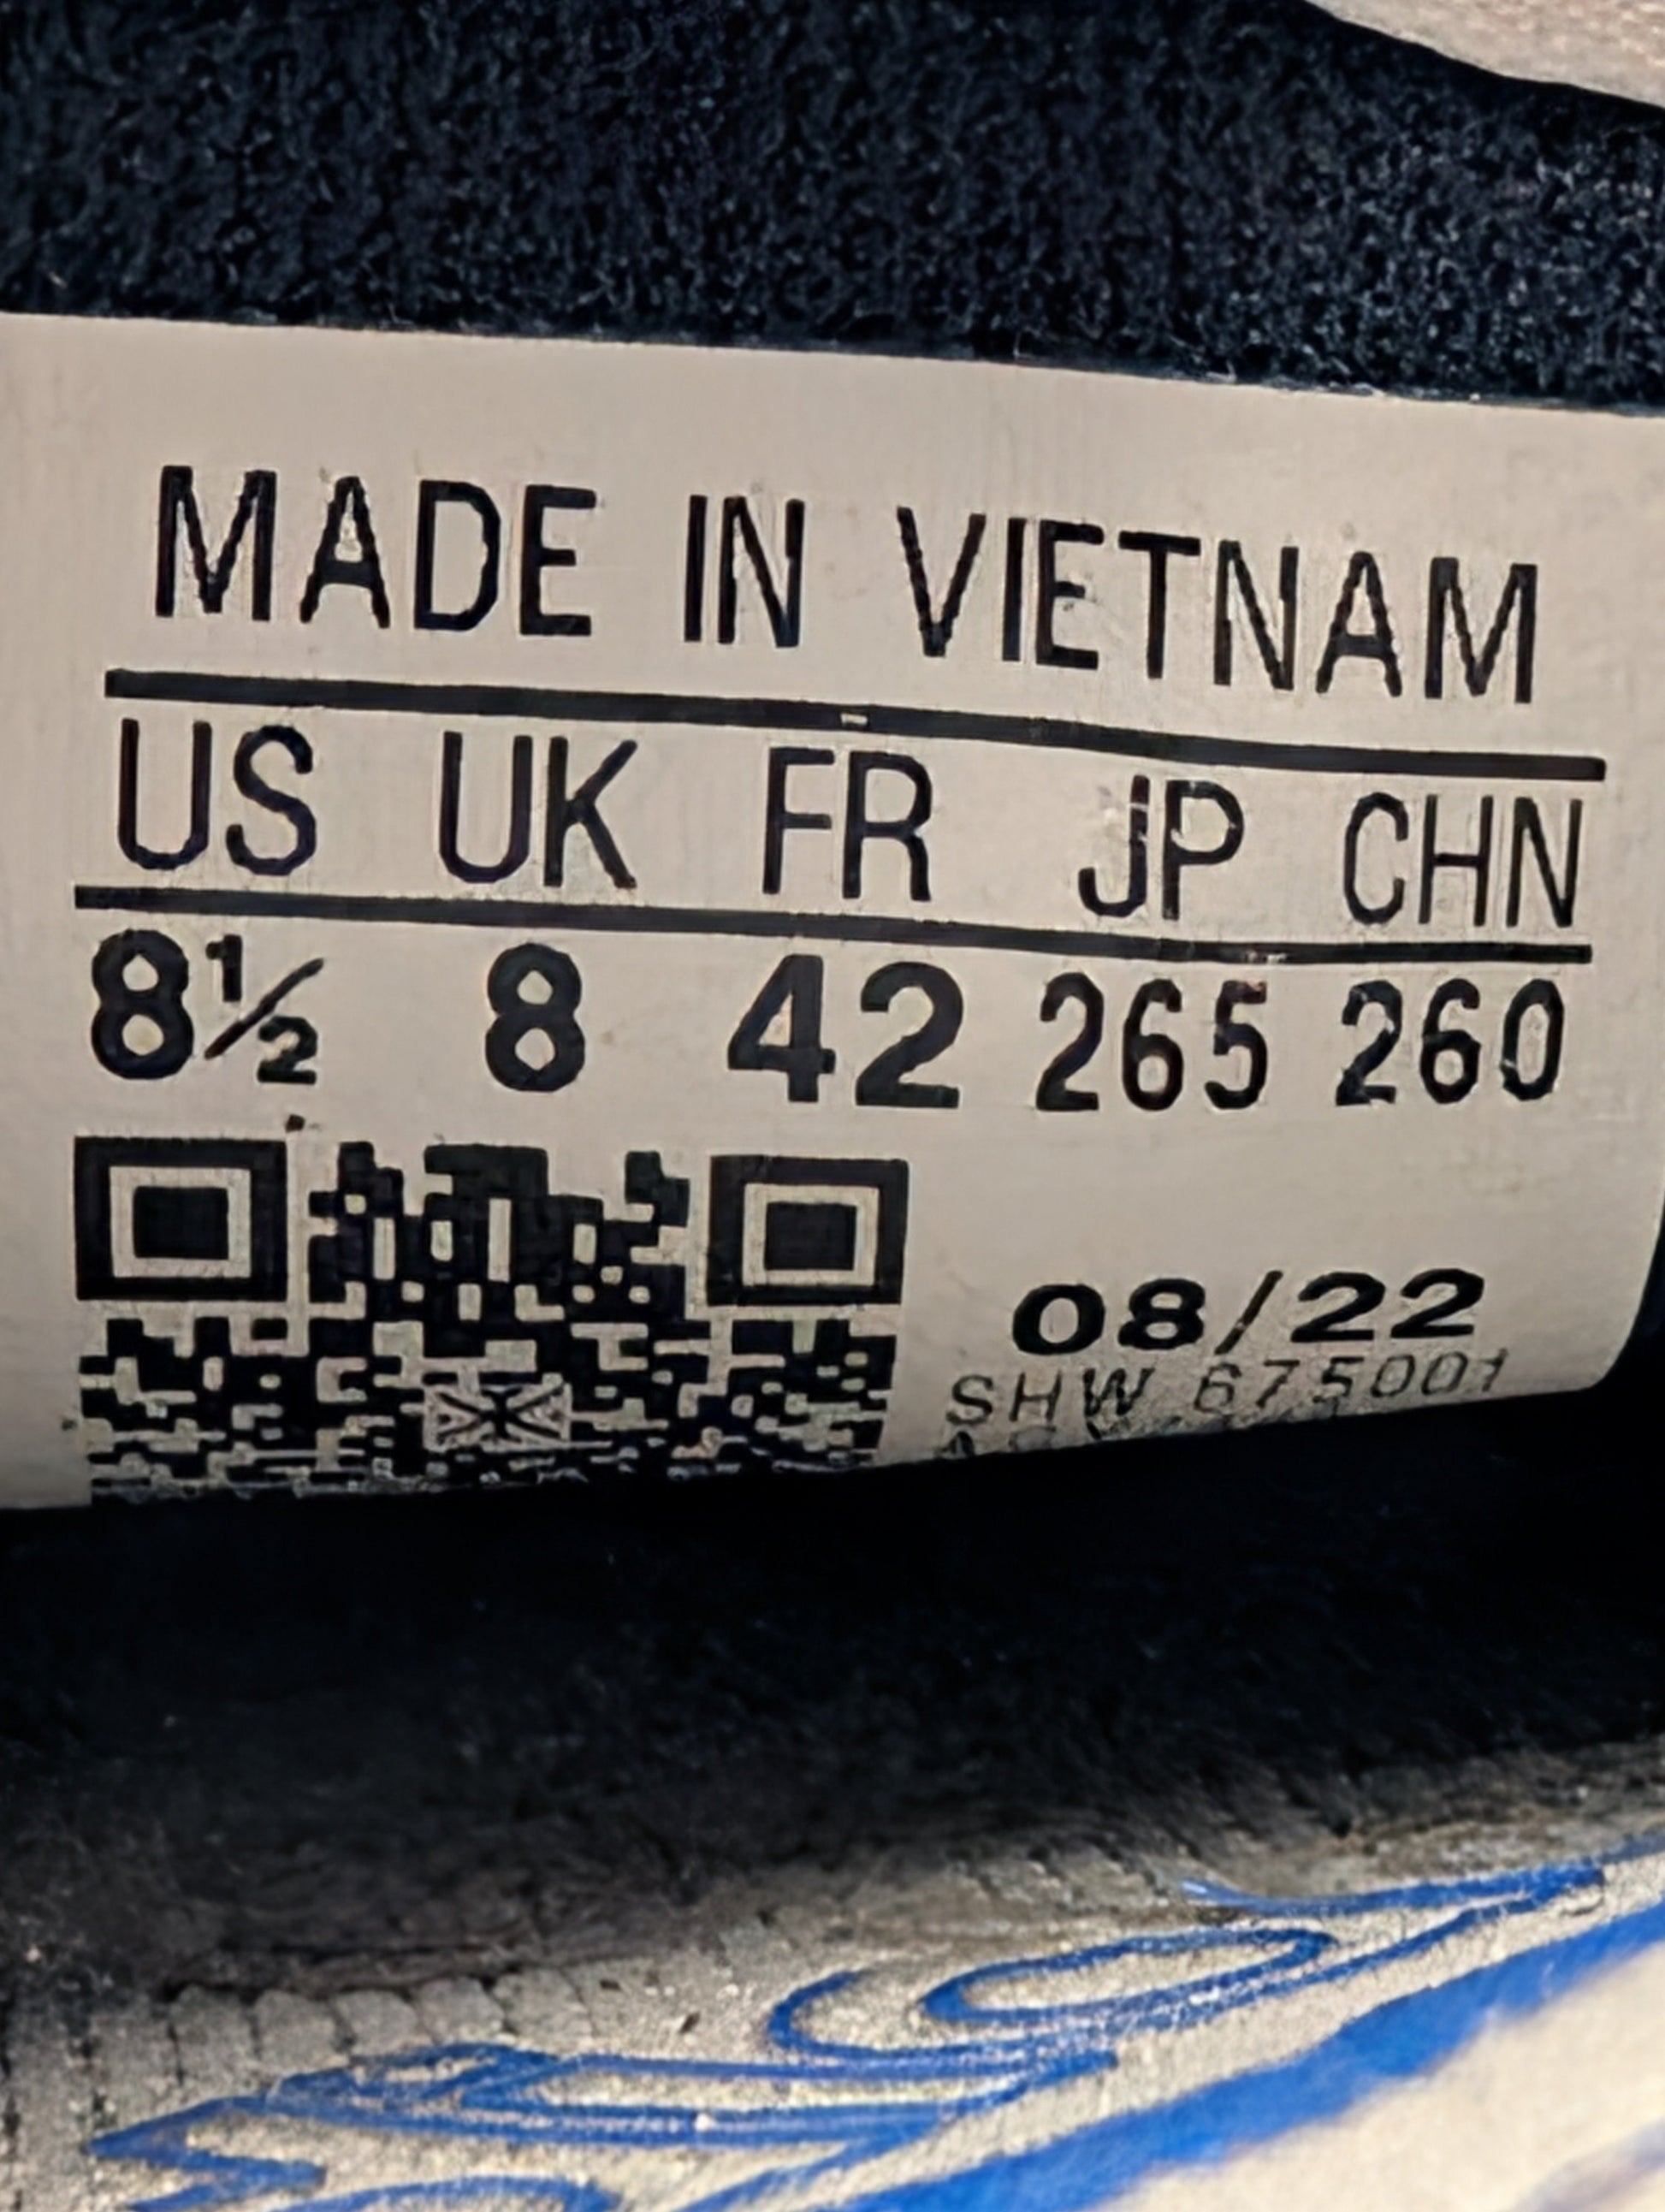 MADE IN VIETNAM
US UK FR JP CHN
8½ 8 42 265 260
08/22
SHW 675001